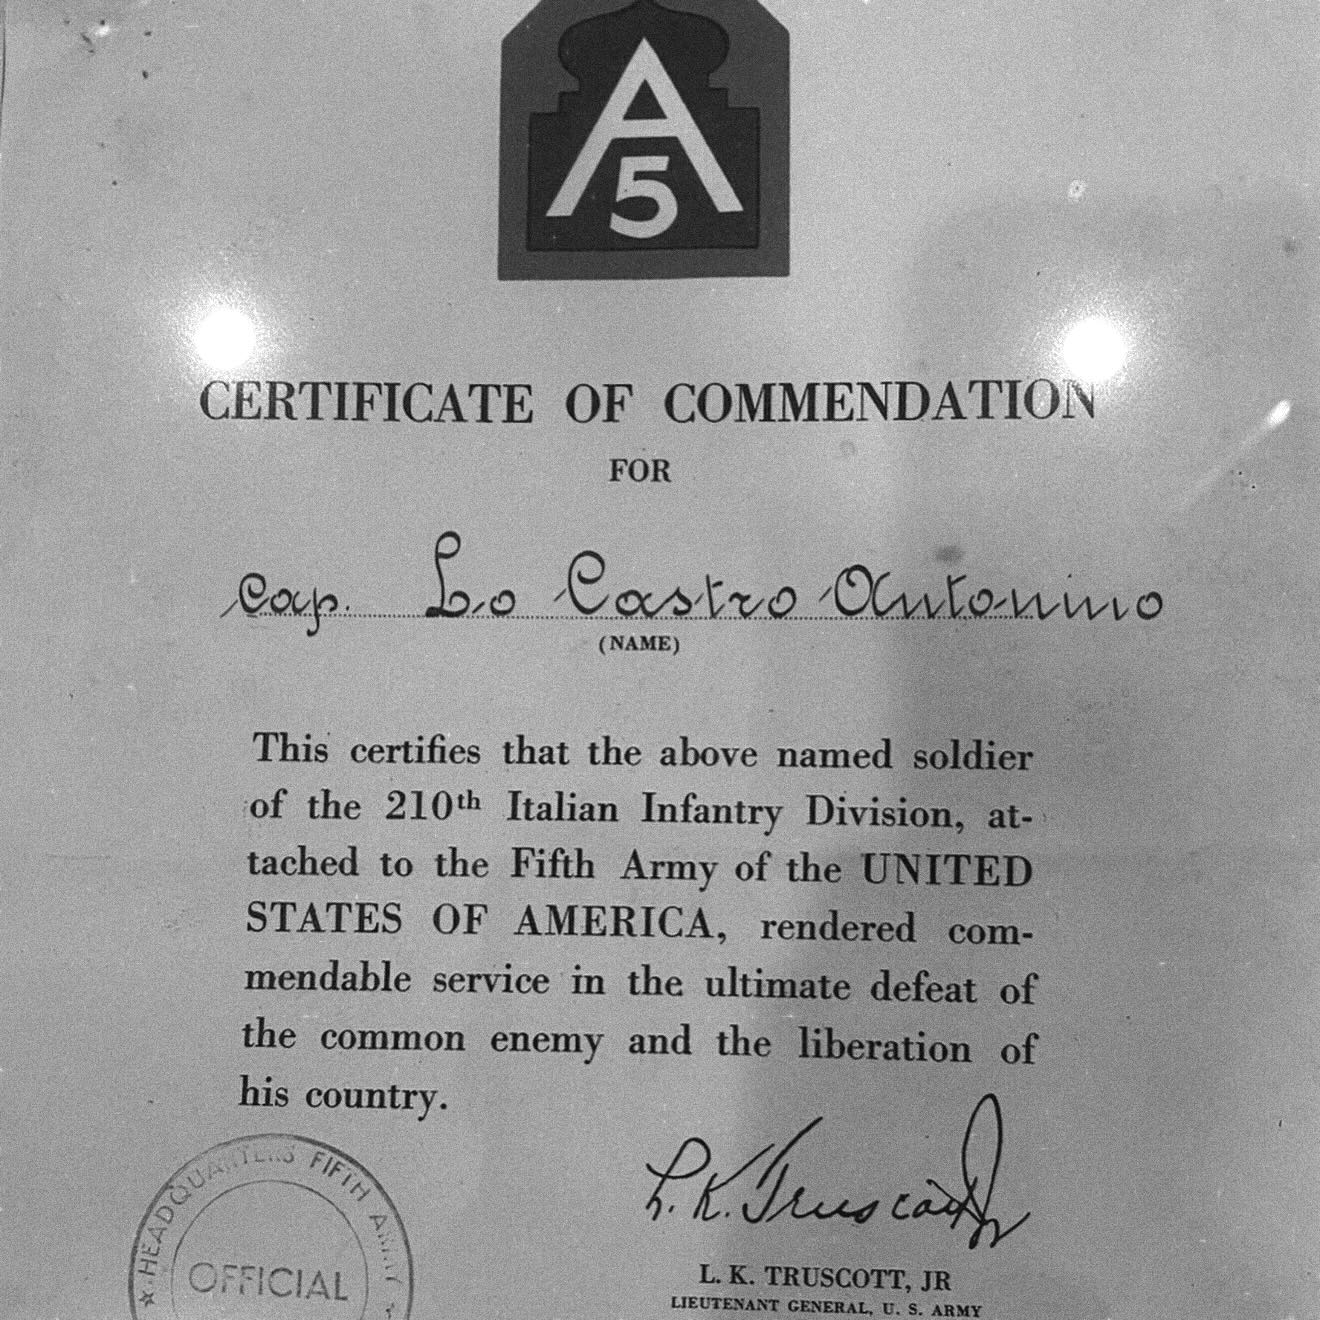 A
5
CERTIFICATE OF COMMENDATION
FOR
Cap. Lo Castro Antonino
(NAME)
This certifies that the above named soldier
of the 210th Italian Infantry Division, at-
tached to the Fifth Army of the UNITED
STATES OF AMERICA, rendered com-
mendable service in the ultimate defeat of
the common enemy and the liberation of
his country.
HEADQUARTERS FIFTH ARMY
OFFICIAL
L. K. Truscott Jr
L. K. TRUSCOTT, JR
LIEUTENANT GENERAL, U. S. ARMY